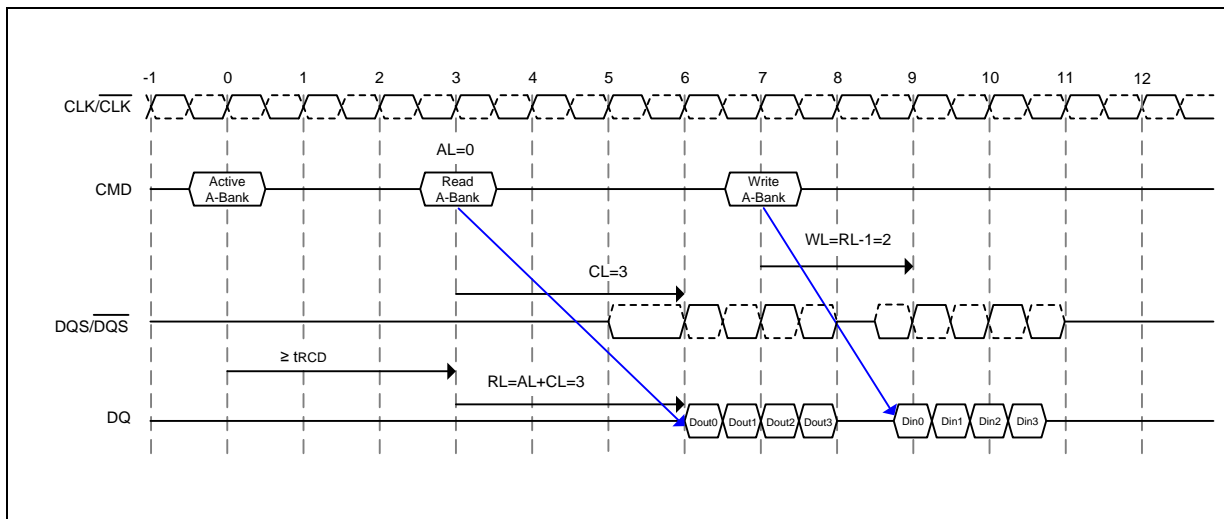 -1 0 1 2 3 4 5 6 7 8 9 10 11 12
CLK/CLK
AL=0
CMD
Active
A-Bank
Read
A-Bank
Write
A-Bank
WL=RL-1=2
CL=3
DQS/DQS
≥ tRCD
RL=AL+CL=3
DQ
Dout0 Dout1 Dout2 Dout3 Din0 Din1 Din2 Din3